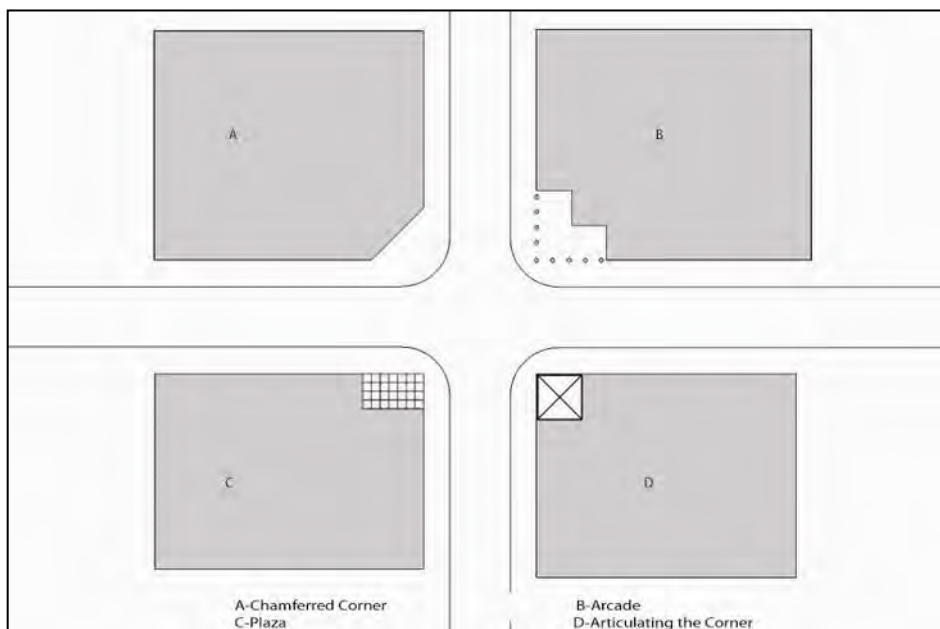 A
B
C
D
A-Chamferred Corner
B-Arcade
C-Plaza
D-Articulating the Corner